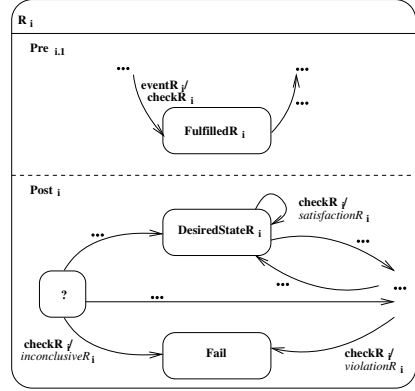 R i
Pre i.1
... ...
eventR i/
checkR i
...
FulfilledR i
Post i
checkR i/
satisfactionR i
...
DesiredStateR i
...
?
...
...
...
checkR i/
inconclusiveR i
Fail
checkR i/
violationR i